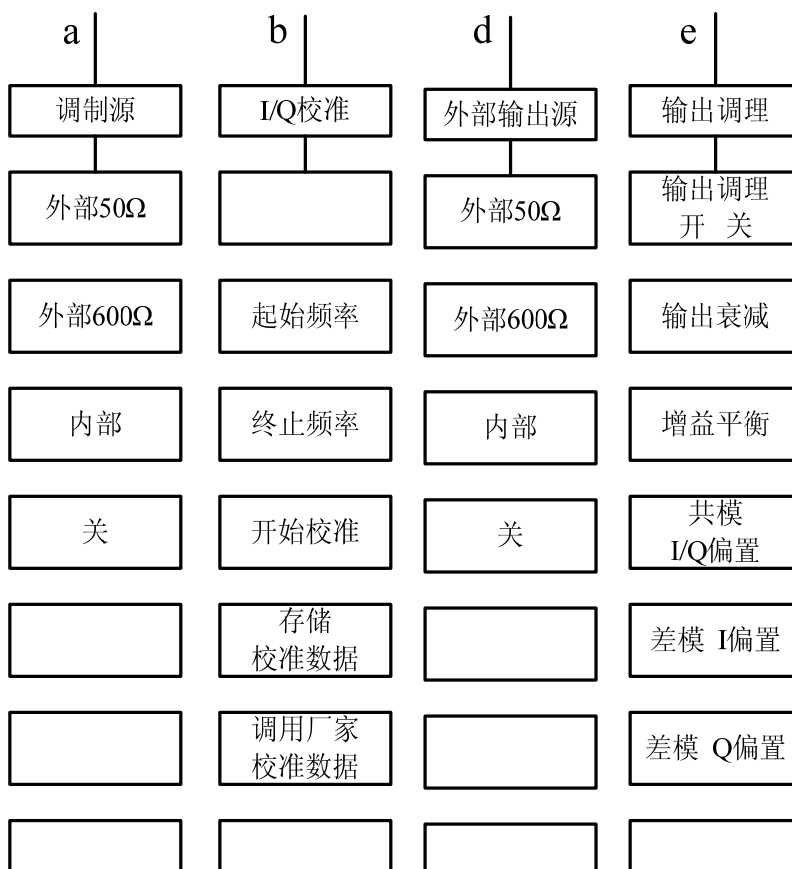 a
调制源
外部50Ω
外部600Ω
内部
关
b
I/Q校准
起始频率
终止频率
开始校准
存储
校准数据
调用厂家
校准数据
d
外部输出源
外部50Ω
外部600Ω
内部
关
e
输出调理
输出调理
开 关
输出衰减
增益平衡
共模
I/Q偏置
差模 I偏置
差模 Q偏置